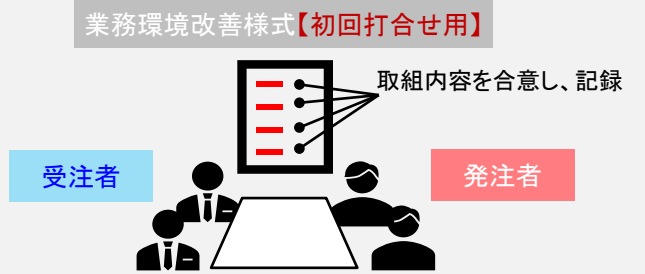 業務環境改善様式【初回打合せ用】
取組内容を合意し、記録
受注者
発注者